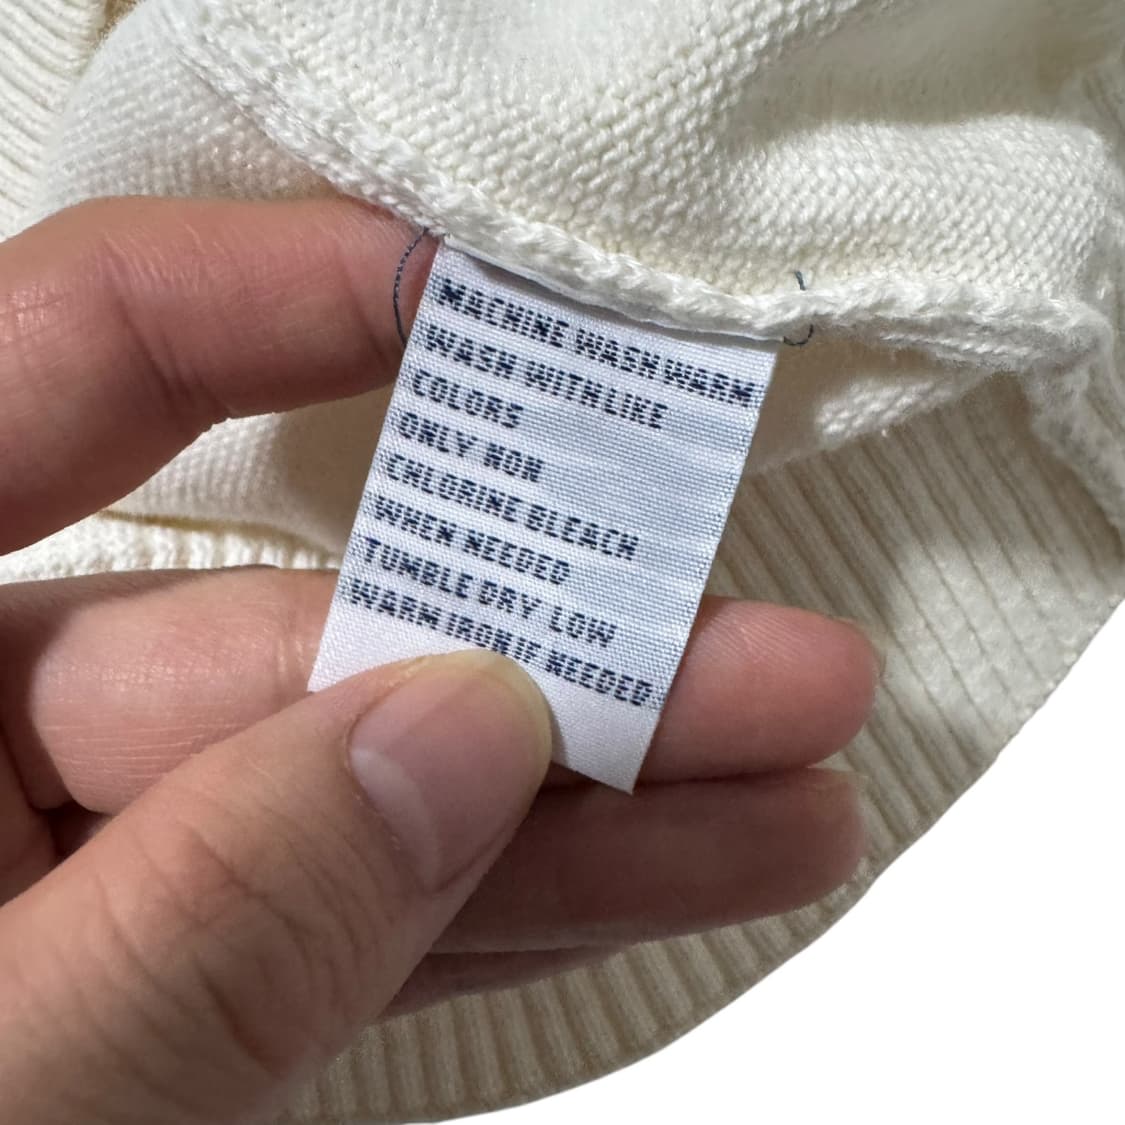 MACHINE WASH WARM
WASH WITH LIKE
COLORS
ONLY NON
CHLORINE BLEACH
WHEN NEEDED
TUMBLE DRY LOW
WARM IRON IF NEEDED